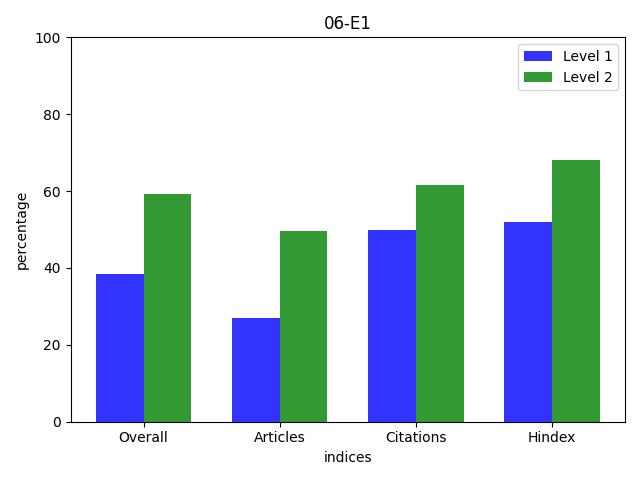 06-E1
100
80
60
40
20
0
percentage
Level 1
Level 2
Overall Articles Citations Hindex
indices